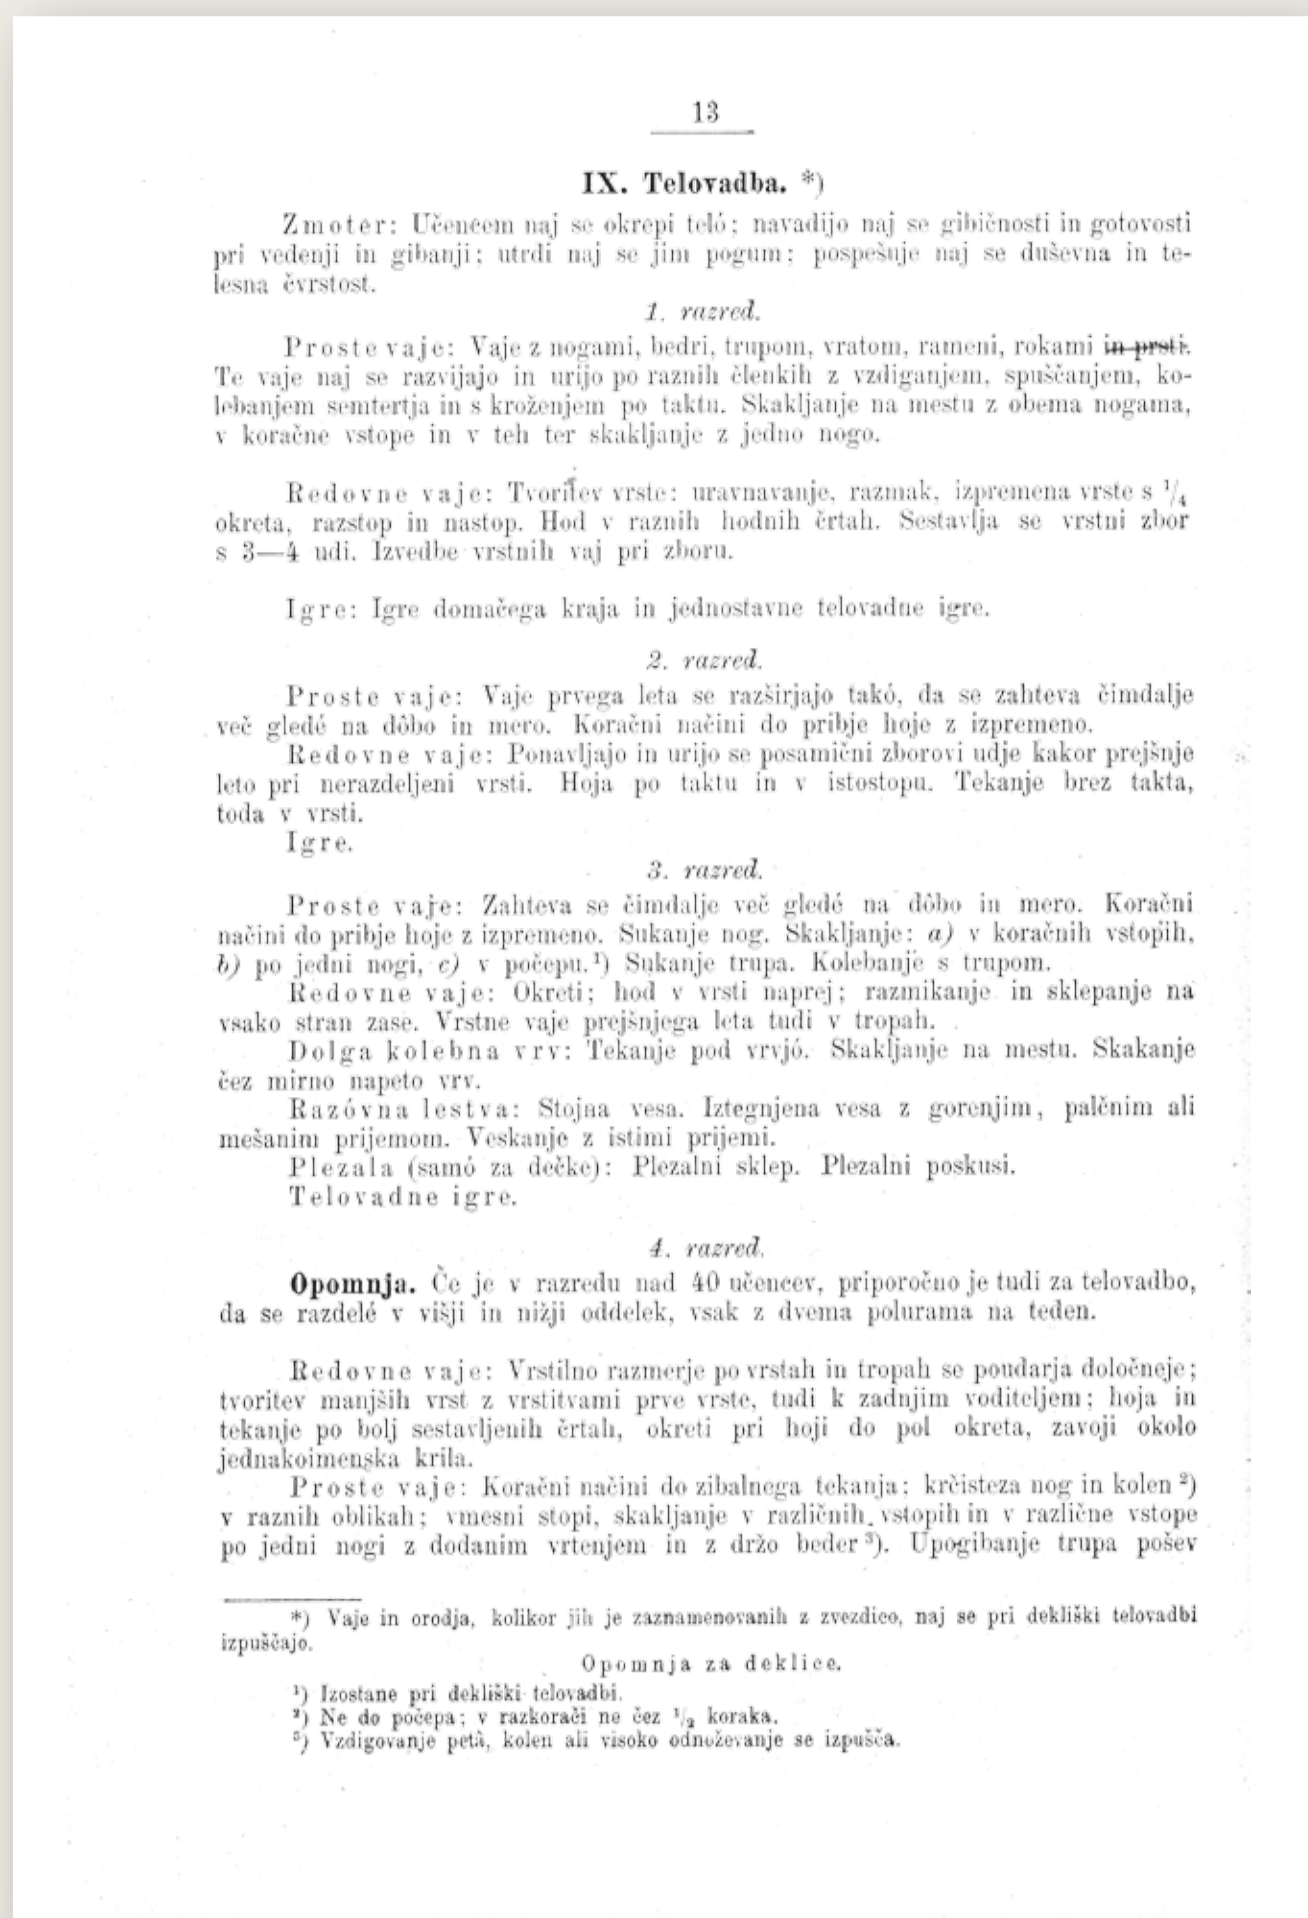 13
IX. Telovadba. *)
Zmoter: Učencem naj se okrepi teló; navadijo naj se gibičnosti in gotovosti
pri vedenji in gibanji; utrdi naj se jim pogum; pospešuje naj se duševna in te-
lesna čvrstost.
1. razred.
Proste vaje: Vaje z nogami, bedri, trupom, vratom, rameni, rokami in prsti.
Te vaje naj se razvijajo in urijo po raznih členkih z vzdiganjem, spuščanjem, ko-
lebanjem semtertja in s kroženjem po taktu. Skakljanje na mestu z obema nogama,
v koračne vstope in v teh ter skakljanje z jedno nogo.
Redovne vaje: Tvoritev vrste: uravnavanje, razmak, izpremena vrste s 1/4
okreta, razstop in nastop. Hod v raznih hodnih črtah. Sestavlja se vrstni zbor
s 3—4 udi. Izvedbe vrstnih vaj pri zboru.
Igre: Igre domačega kraja in jednostavne telovadne igre.
2. razred.
Proste vaje: Vaje prvega leta se razširjajo takó, da se zahteva čimdalje
več gledé na dôbo in mero. Koračni načini do pribje hoje z izpremeno.
Redovne vaje: Ponavljajo in urijo se posamični zborovi udje kakor prejšnje
leto pri nerazdeljeni vrsti. Hoja po taktu in v istostopu. Tekanje brez takta,
toda v vrsti.
Igre.
3. razred.
Proste vaje: Zahteva se čimdalje več gledé na dôbo in mero. Koračni
načini do pribje hoje z izpremeno. Sukanje nog. Skakljanje: a) v koračnih vstopih,
b) po jedni nogi, c) v počepu.¹) Sukanje trupa. Kolebanje s trupom.
Redovne vaje: Okreti; hod v vrsti naprej; razmikanje in sklepanje na
vsako stran zase. Vrstne vaje prejšnjega leta tudi v tropah.
Dolga kolebna vrv: Tekanje pod vrvjó. Skakljanje na mestu. Skakanje
čez mirno napeto vrv.
Razóvna lestva: Stojna vesa. Iztegnjena vesa z gorenjim, palčnim ali
mešanim prijemom. Veskanje z istimi prijemi.
Plezala (samó za dečke): Plezalni sklep. Plezalni poskusi.
Telovadne igre.
4. razred.
Opomnja. Če je v razredu nad 40 učencev, priporočno je tudi za telovadbo,
da se razdelé v višji in nižji oddelek, vsak z dvema polurama na teden.
Redovne vaje: Vrstilno razmerje po vrstah in tropah se poudarja določneje;
tvoritev manjših vrst z vrstitvami prve vrste, tudi k zadnjim voditeljem; hoja in
tekanje po bolj sestavljenih črtah, okreti pri hoji do pol okreta, zavoji okolo
jednakoimenska krila.
Proste vaje: Koračni načini do zibalnega tekanja; krčisteza nog in kolen ²)
v raznih oblikah; vmesni stopi, skakljanje v različnih vstopih in v različne vstope
po jedni nogi z dodanim vrtenjem in z držo beder ³). Upogibanje trupa pošev
*) Vaje in orodja, kolikor jih je zaznamenovanih z zvezdico, naj se pri dekliški telovadbi
izpuščajo.
Opomnja za deklice.
¹) Izostane pri dekliški telovadbi.
²) Ne do počepa; v razkorači ne čez 1/2 koraka.
³) Vzdigovanje petà, kolen ali visoko odnoževanje se izpušča.